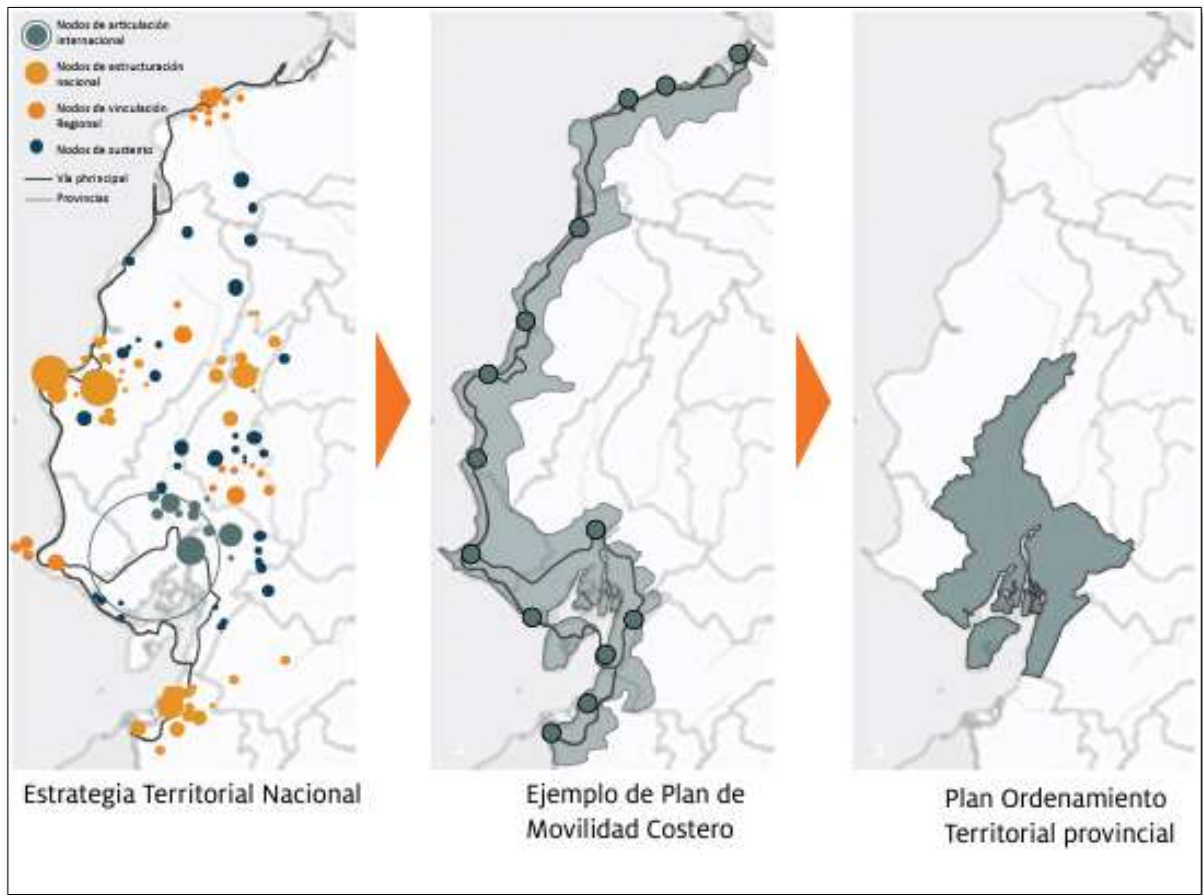 Nodos de articulación
internacional
Nodos de estructuración
nacional
Nodos de vinculación
Regional
Nodos de sustento
Vía phrincipal
Provincias
Estrategia Territorial Nacional
Ejemplo de Plan de
Movilidad Costero
Plan Ordenamiento
Territorial provincial